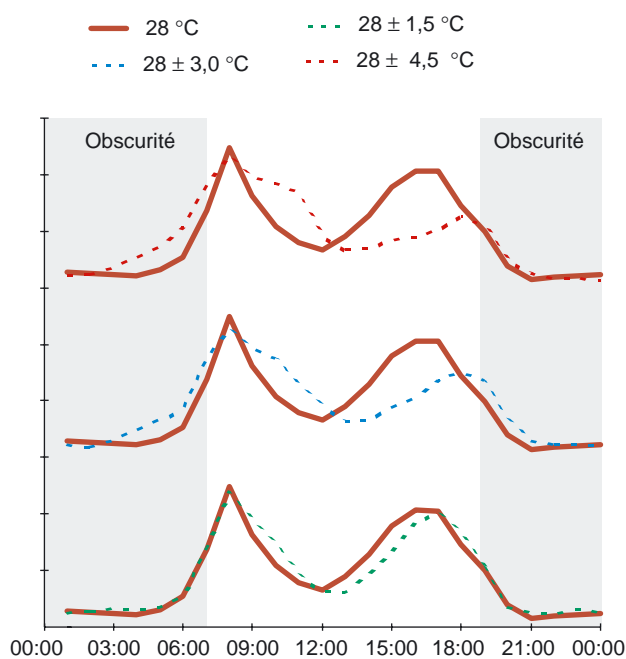 28 °C
28 ± 1,5 °C
28 ± 3,0 °C
28 ± 4,5 °C
Obscurité
Obscurité
00:00 03:00 06:00 09:00 12:00 15:00 18:00 21:00 00:00